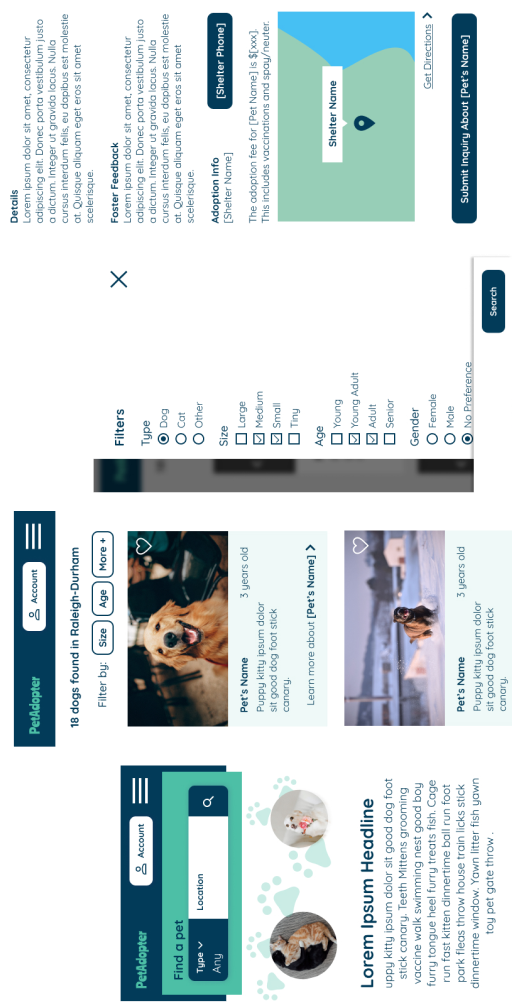 PetAdopter
Account
Find a pet
Type
Any
Location
Lorem Ipsum Headline
uppy kitty ipsum dolor sit good dog foot
stick canary. Teeth Mittens grooming
vaccine walk swimming nest good boy
furry tongue heel furry treats fish. Cage
run fast kitten dinnertime ball run foot
park fleas throw house train licks stick
dinnertime window. Yawn litter fish yawn
toy pet gate throw .
PetAdopter
Account
18 dogs found in Raleigh-Durham
Filter by:
Size
Age
More +
Pet's Name
3 years old
Puppy kitty ipsum dolor
sit good dog foot stick
canary.
Learn more about [Pet's Name]
Pet's Name
3 years old
Puppy kitty ipsum dolor
sit good dog foot stick
canary.
Filters
Type
Dog
Cat
Other
Size
Large
Medium
Small
Tiny
Age
Young
Young Adult
Adult
Senior
Gender
Female
Male
No Preference
Search
Details
Lorem ipsum dolor sit amet, consectetur
adipiscing elit. Donec porta vestibulum justo
a dictum. Integer ut gravida lacus. Nulla
cursus interdum felis, eu dapibus est molestie
at. Quisque aliquam eget eros sit amet
scelerisque.
Foster Feedback
Lorem ipsum dolor sit amet, consectetur
adipiscing elit. Donec porta vestibulum justo
a dictum. Integer ut gravida lacus. Nulla
cursus interdum felis, eu dapibus est molestie
at. Quisque aliquam eget eros sit amet
scelerisque.
Adoption Info
[Shelter Name]
[Shelter Phone]
The adoption fee for [Pet Name] is $[xxx].
This includes vaccinations and spay/neuter.
Shelter Name
Get Directions
Submit Inquiry About [Pet's Name]